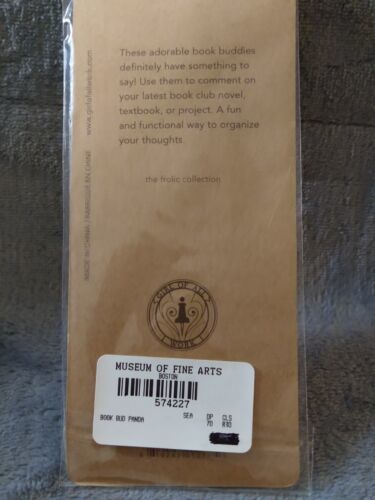 These adorable book buddies
definitely have something to
say! Use them to comment on
your latest book club novel,
textbook, or project. A fun
and functional way to organize
your thoughts.
the frolic collection
www.girlofallwork.com
MADE IN CHINA / FABRIQUÉ EN CHINE
GIRL OF ALL
WORK
MUSEUM OF FINE ARTS
BOSTON
574227
SEA DP CLS
BOOK BUD PANDA 70 R10